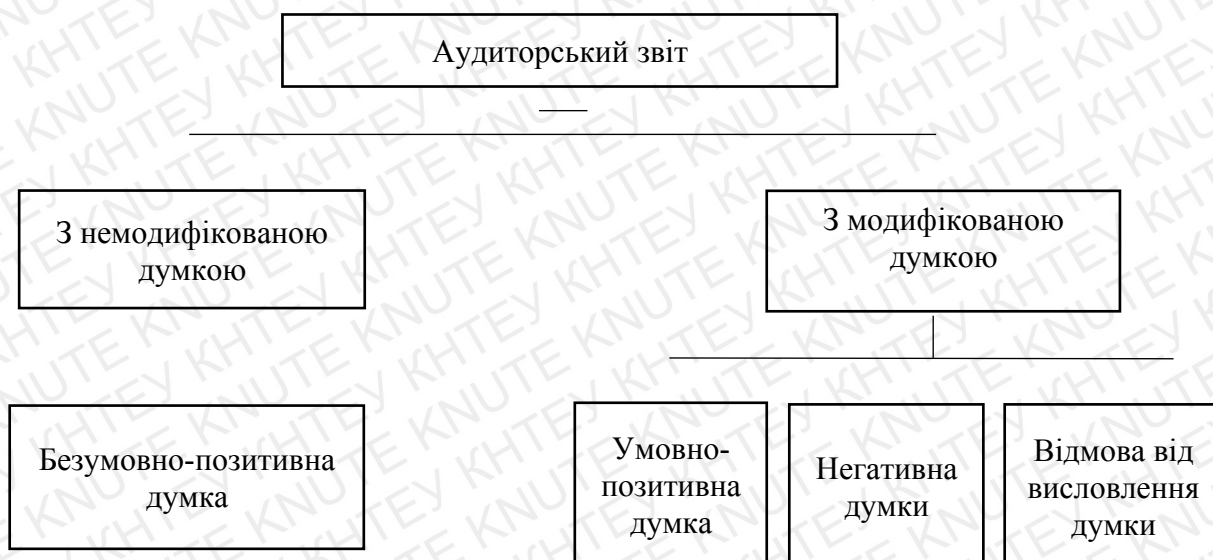 Аудиторський звіт
З немодифікованою
думкою
З модифікованою
думкою
Безумовно-позитивна
думка
Умовно-
позитивна
думка
Негативна
думки
Відмова від
висловлення
думки